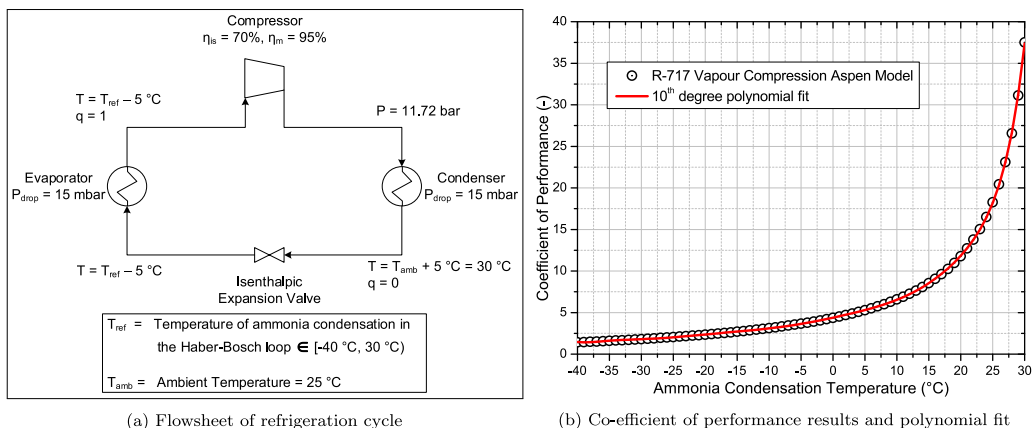 Compressor
ηis = 70%, ηm = 95%
T = Tref – 5 °C
q = 1
P = 11.72 bar
Evaporator
Pdrop = 15 mbar
Condenser
Pdrop = 15 mbar
T = Tref – 5 °C
Isenthalpic
Expansion Valve
T = Tamb + 5 °C = 30 °C
q = 0
Tref = Temperature of ammonia condensation in
the Haber-Bosch loop ∈ [-40 °C, 30 °C)
Tamb = Ambient Temperature = 25 °C
(a) Flowsheet of refrigeration cycle
Coefficient of Performance (-)
40
35
30
25
20
15
10
5
0
R-717 Vapour Compression Aspen Model
10th degree polynomial fit
-40 -35 -30 -25 -20 -15 -10 -5 0 5 10 15 20 25 30
Ammonia Condensation Temperature (°C)
(b) Co-efficient of performance results and polynomial fit